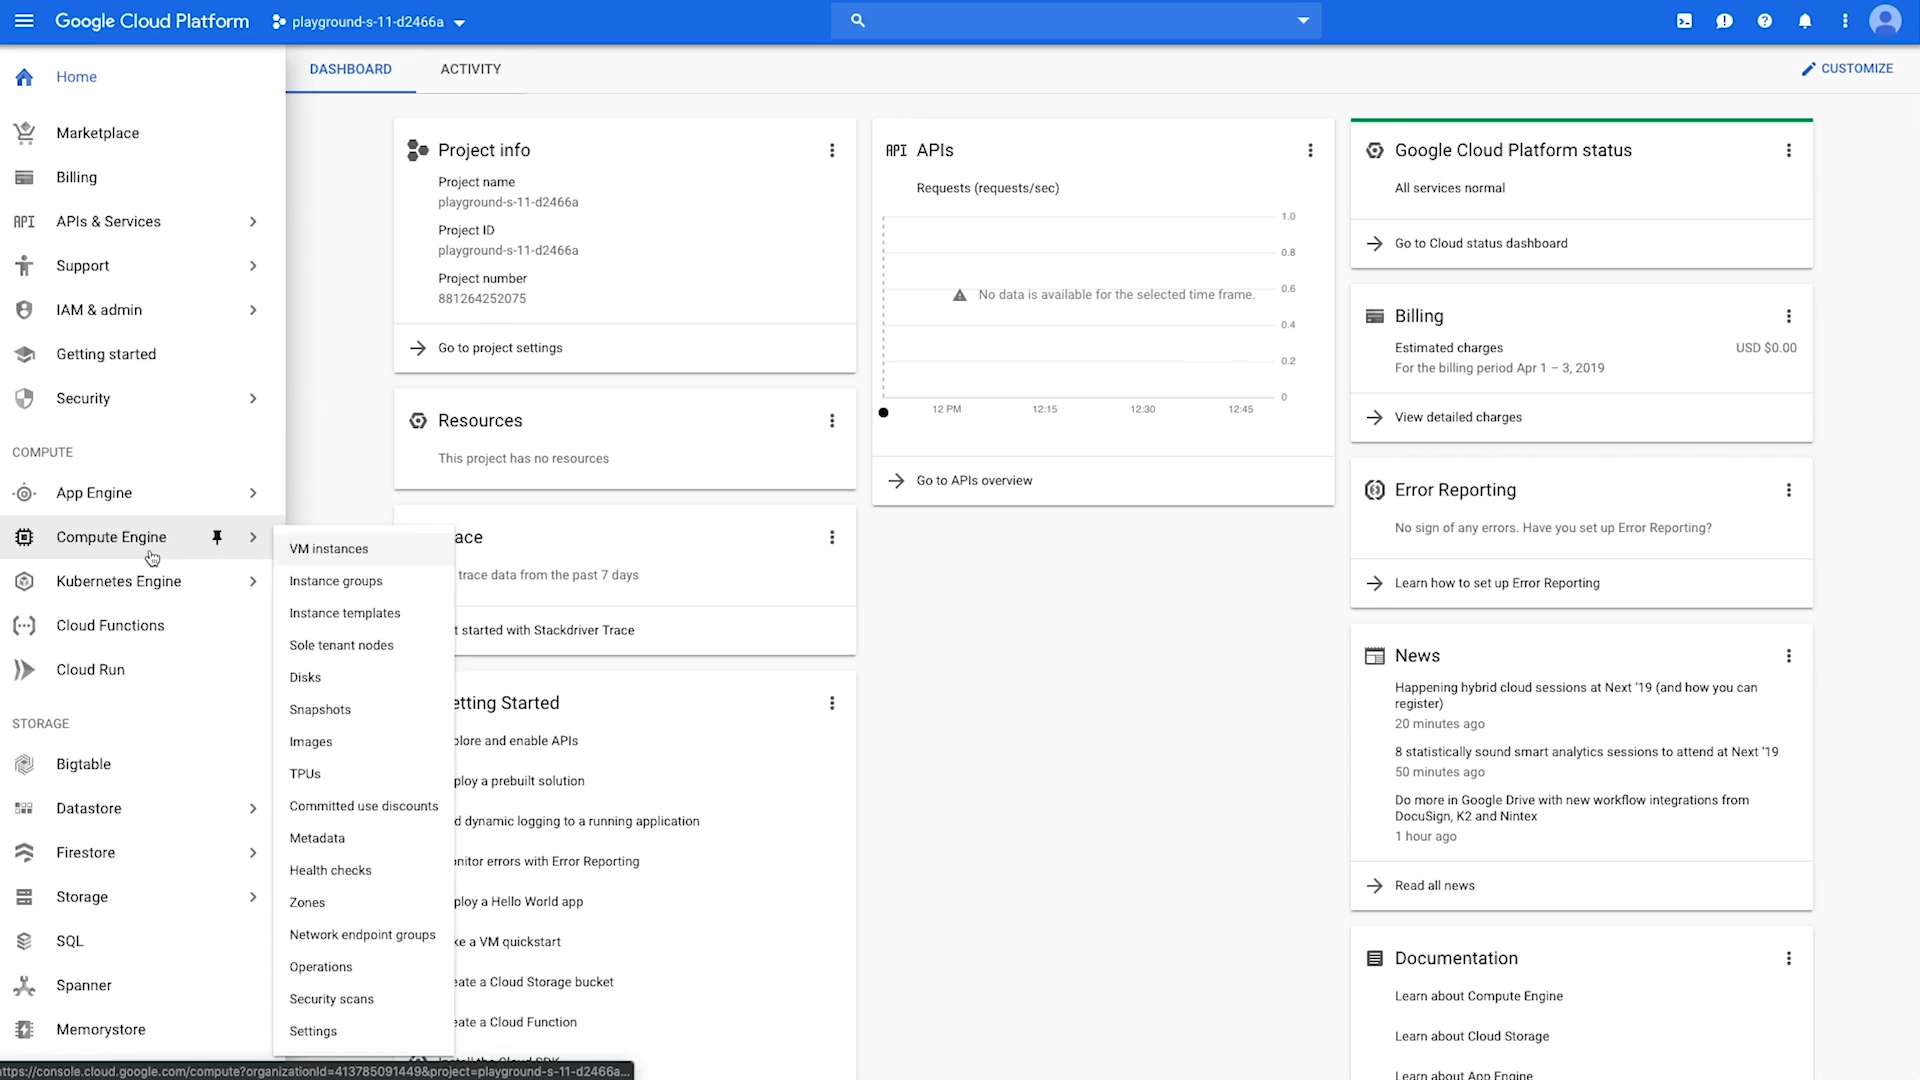 Google Cloud Platform
playground-s-11-d2466a
Home
Marketplace
Billing
API
APIs & Services
Support
IAM & admin
Getting started
Security
COMPUTE
App Engine
Compute Engine
Kubernetes Engine
Cloud Functions
Cloud Run
STORAGE
Bigtable
Datastore
Firestore
Storage
SQL
Spanner
Memorystore
VM instances
Instance groups
Instance templates
Sole tenant nodes
Disks
Snapshots
Images
TPUs
Committed use discounts
Metadata
Health checks
Zones
Network endpoint groups
Operations
Security scans
Settings
DASHBOARD
ACTIVITY
CUSTOMIZE
Project info
Project name
playground-s-11-d2466a
Project ID
playground-s-11-d2466a
Project number
881264252075
Go to project settings
Resources
This project has no resources
ace
trace data from the past 7 days
t started with Stackdriver Trace
etting Started
plore and enable APIs
ploy a prebuilt solution
d dynamic logging to a running application
onitor errors with Error Reporting
ploy a Hello World app
ke a VM quickstart
eate a Cloud Storage bucket
eate a Cloud Function
Install the Cloud SDK
API APIs
Requests (requests/sec)
1.0
0.8
0.6
0.4
0.2
0
No data is available for the selected time frame.
12 PM
12:15
12:30
12:45
Go to APIs overview
Google Cloud Platform status
All services normal
Go to Cloud status dashboard
Billing
Estimated charges
USD $0.00
For the billing period Apr 1 – 3, 2019
View detailed charges
Error Reporting
No sign of any errors. Have you set up Error Reporting?
Learn how to set up Error Reporting
News
Happening hybrid cloud sessions at Next '19 (and how you can
register)
20 minutes ago
8 statistically sound smart analytics sessions to attend at Next '19
50 minutes ago
Do more in Google Drive with new workflow integrations from
DocuSign, K2 and Nintex
1 hour ago
Read all news
Documentation
Learn about Compute Engine
Learn about Cloud Storage
Learn about App Engine
https://console.cloud.google.com/compute?organizationId=413785091449&project=playground-s-11-d2466a...